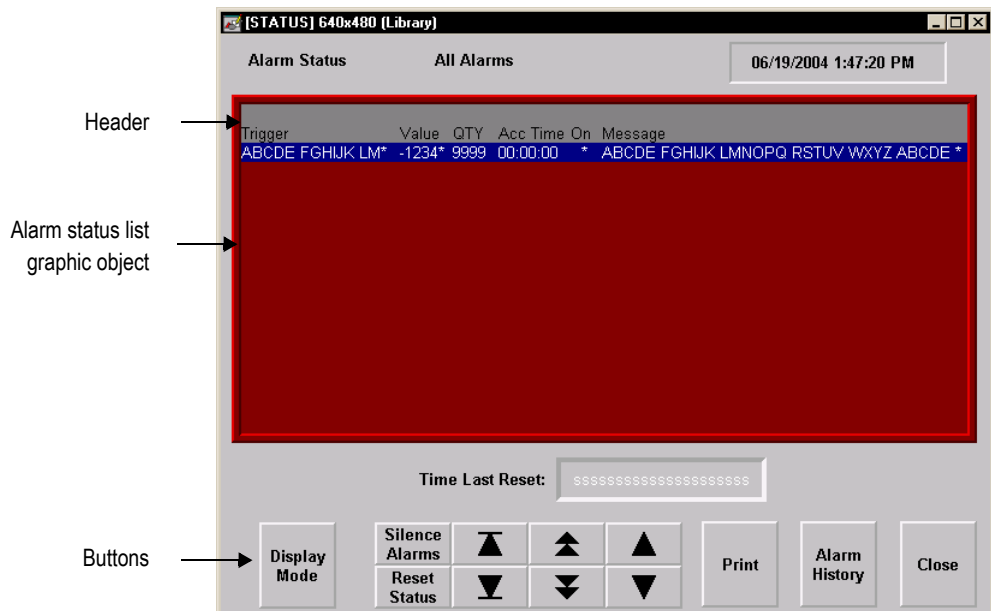 [STATUS] 640x480 (Library)
Alarm Status All Alarms 06/19/2004 1:47:20 PM
Header
Trigger Value QTY Acc Time On Message
ABCDE FGHIJK LM* -1234* 9999 00:00:00 * ABCDE FGHIJK LMNOPQ RSTUV WXYZ ABCDE *
Alarm status list
graphic object
Time Last Reset: ssssssssssssssssssssss
Buttons
Display
Mode
Silence
Alarms
Reset
Status
Print
Alarm
History
Close